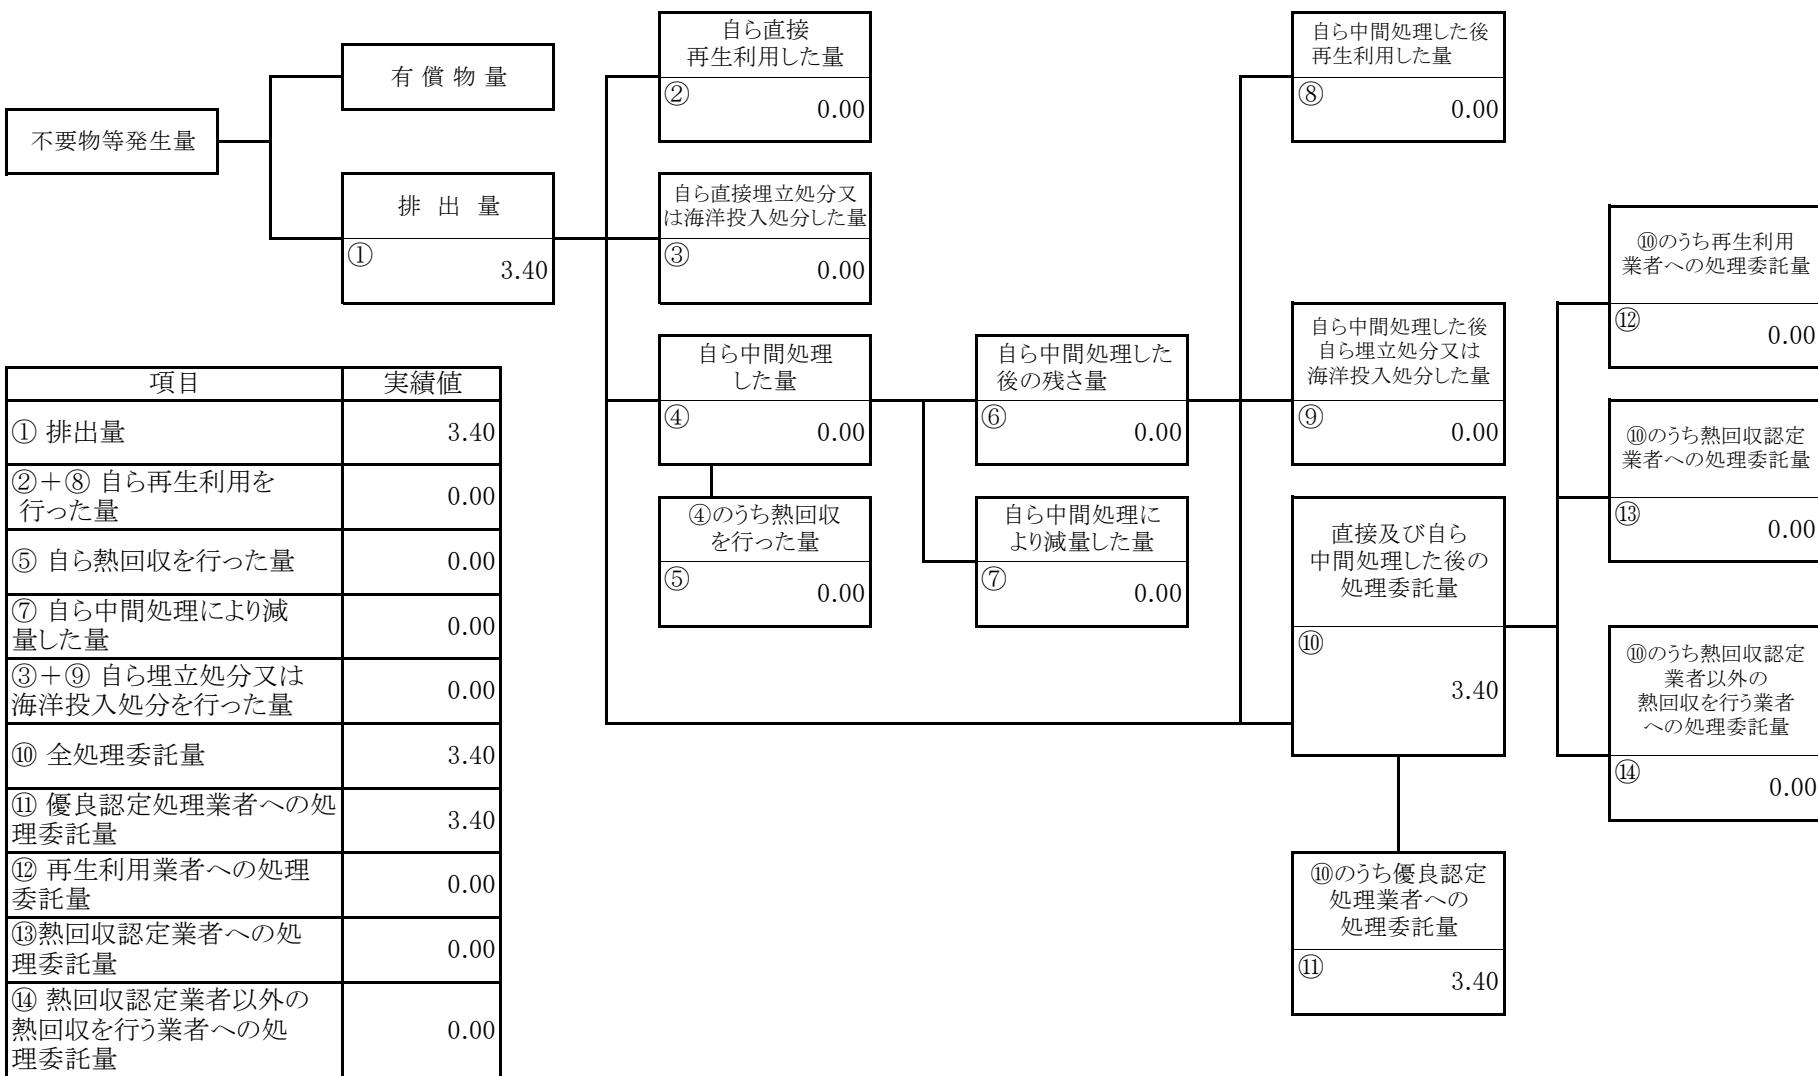 不要物等発生量
有 償 物 量
排 出 量
①
3.40
自ら直接
再生利用した量
②
0.00
自ら直接埋立処分又
は海洋投入処分した量
③
0.00
自ら中間処理
した量
④
0.00
④のうち熱回収
を行った量
⑤
0.00
自ら中間処理した
後の残さ量
⑥
0.00
自ら中間処理に
より減量した量
⑦
0.00
自ら中間処理した後
再生利用した量
⑧
0.00
自ら中間処理した後
自ら埋立処分又は
海洋投入処分した量
⑨
0.00
直接及び自ら
中間処理した後の
処理委託量
⑩
3.40
⑩のうち優良認定
処理業者への
処理委託量
⑪
3.40
⑩のうち再生利用
業者への処理委託量
⑫
0.00
⑩のうち熱回収認定
業者への処理委託量
⑬
0.00
⑩のうち熱回収認定
業者以外の
熱回収を行う業者
への処理委託量
⑭
0.00
項目 実績値
① 排出量 3.40
②＋⑧ 自ら再生利用を
行った量 0.00
⑤ 自ら熱回収を行った量 0.00
⑦ 自ら中間処理により減
量した量 0.00
③＋⑨ 自ら埋立処分又は
海洋投入処分を行った量 0.00
⑩ 全処理委託量 3.40
⑪ 優良認定処理業者への処
理委託量 3.40
⑫ 再生利用業者への処理
委託量 0.00
⑬熱回収認定業者への処
理委託量 0.00
⑭ 熱回収認定業者以外の
熱回収を行う業者への処
理委託量 0.00